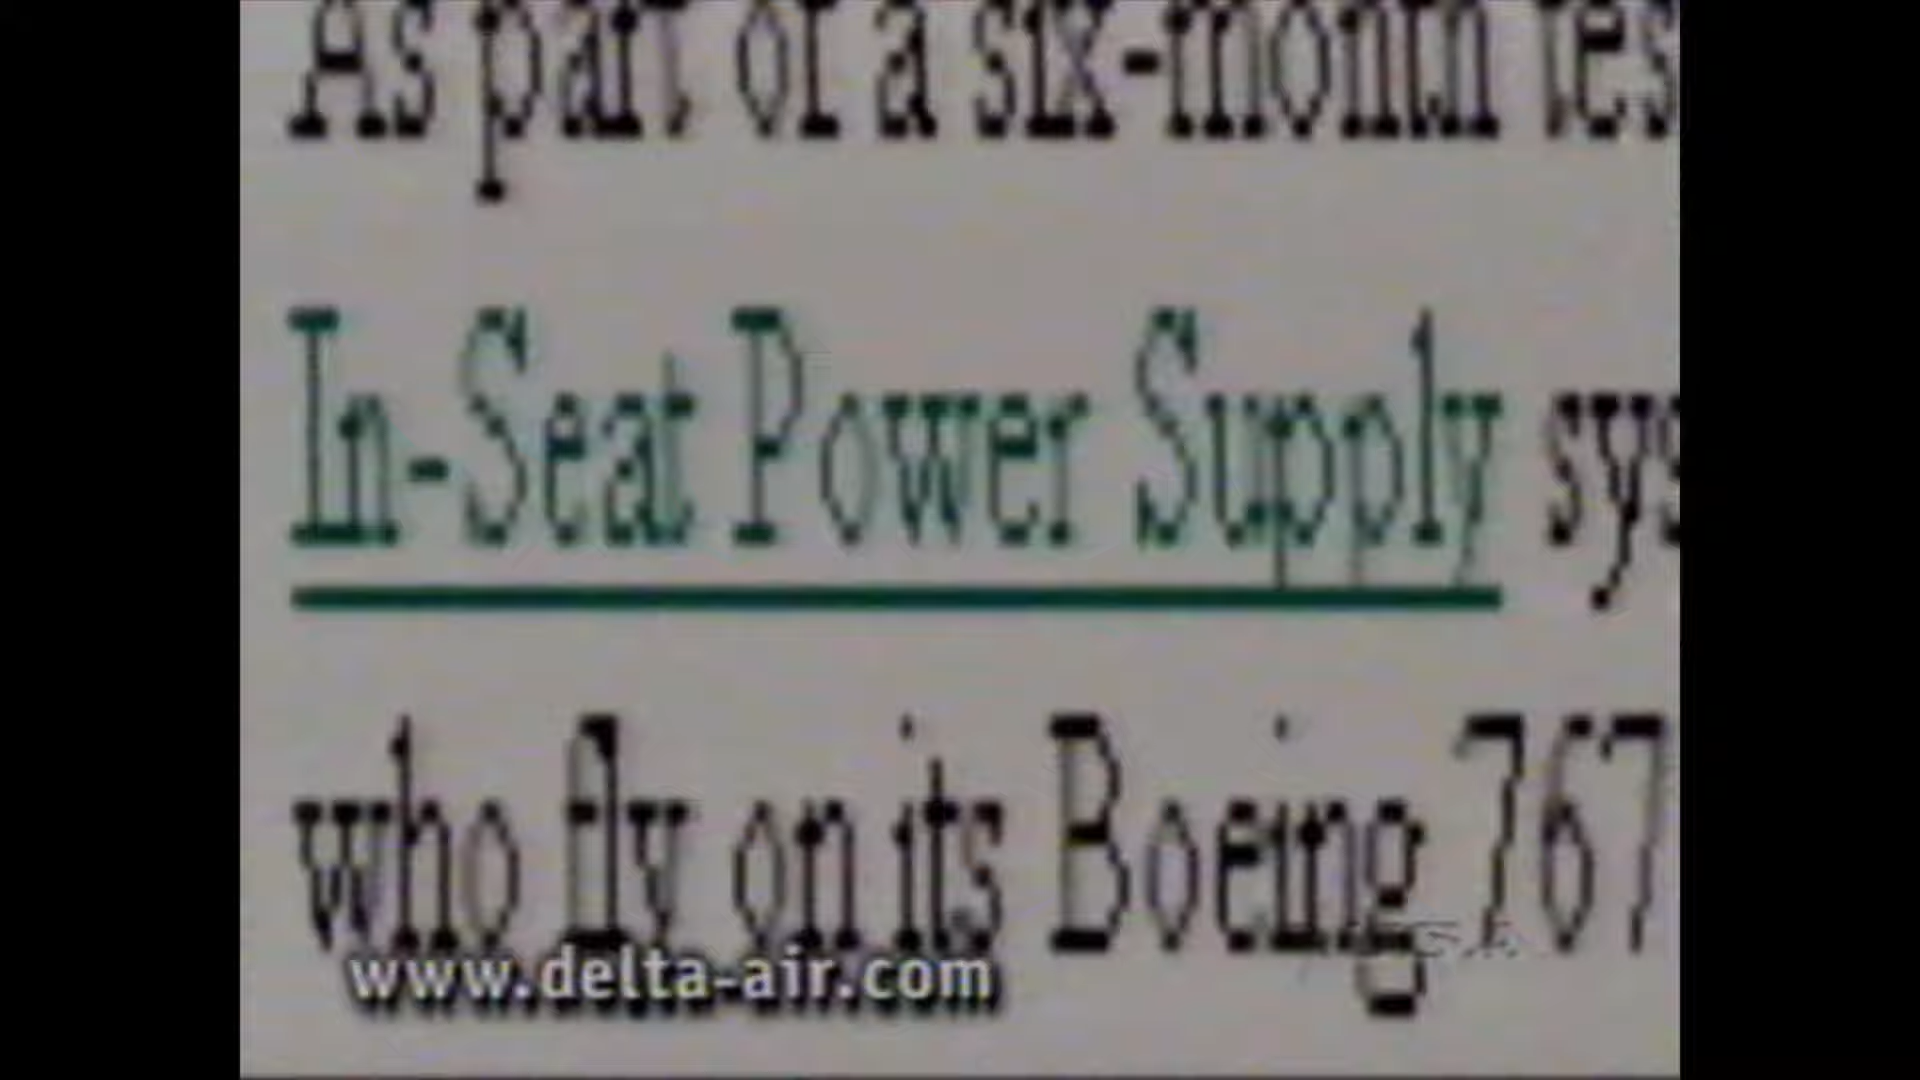 As part of a six-month tes
In-Seat Power Supply sys
who fly on its Boeing 767
www.delta-air.com